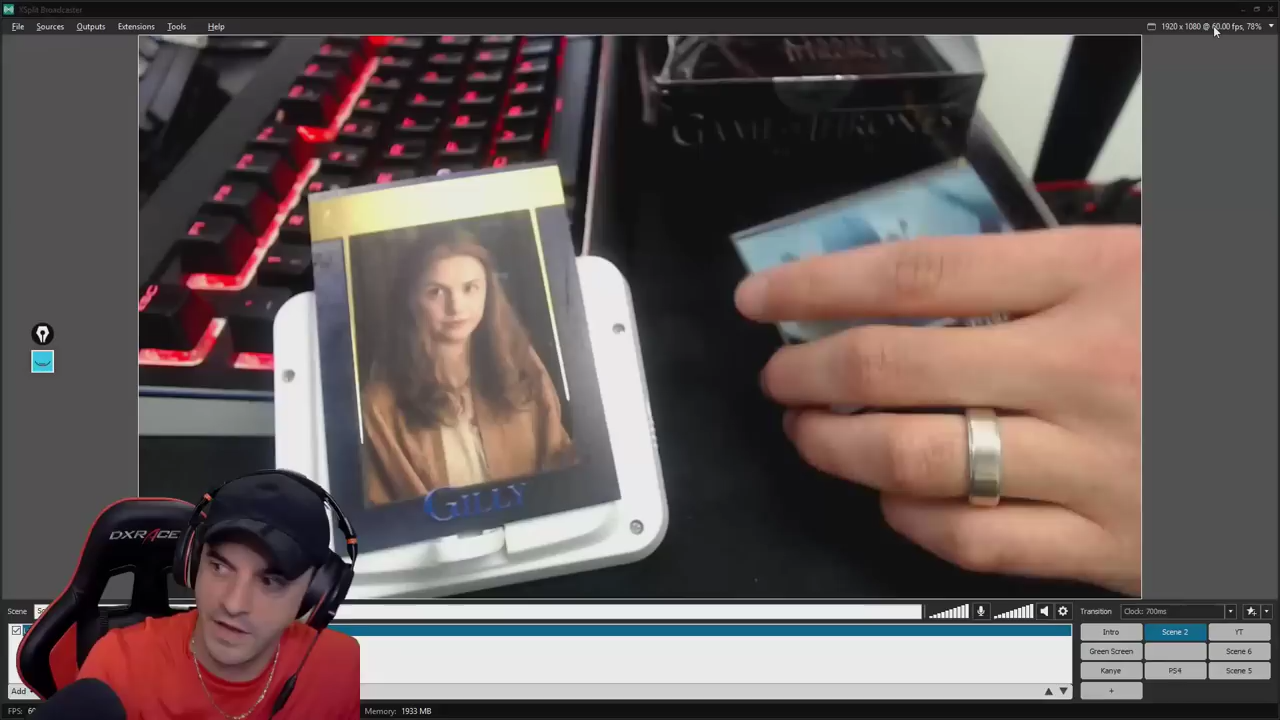 XSplit Broadcaster
File Sources Outputs Extensions Tools Help
1920 x 1080 @ 60.00 fps, 78%
GAME OF THRONES
GILLY
DXRACE
Scene
Transition Clock: 700ms
Intro Scene 2 YT
Green Screen Scene 6
Kanye PS4 Scene 5
Add
+
FPS: Memory: 1933 MB